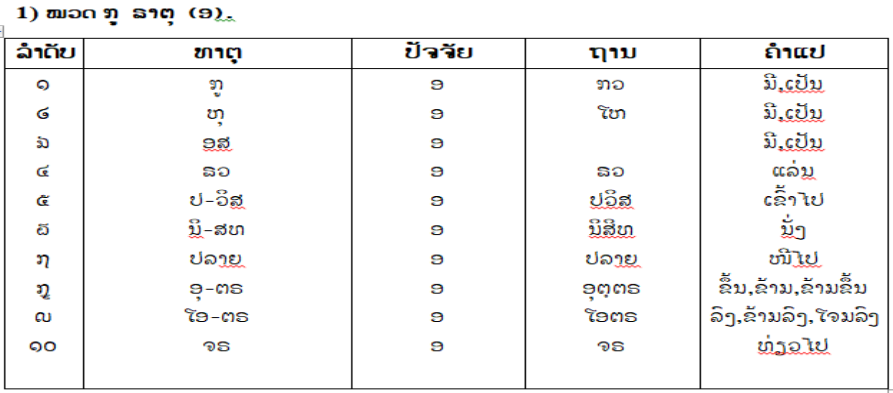 1) ໝວດ ຠູ ຘາຕຸ (ອ).
ລຳດັບ ທາຕຸ ປັຈຈັຍ ຖານ ຄຳແປ
໑ ຠູ ອ ຠວ ມີ,ເປັນ
໒ ຫຸ ອ ໂຫ ມີ,ເປັນ
໓ ອສ ອ ມີ,ເປັນ
໔ ຘວ ອ ຘວ ແລ່ນ
໕ ປ-ວິສ ອ ປວິສ ເຂົ້າໄປ
໖ ນິ-ສທ ອ ນິສິທ ນັ່ງ
໗ ປລາຍ ອ ປລາຍ ໜີໄປ
໘ ອຸ-ຕຣ ອ ອຸຕ຺ຕຣ ຂຶ້ນ,ຂ້າມ,ຂ້າມຂຶ້ນ
໙ ໂອ-ຕຣ ອ ໂອຕຣ ລົງ,ຂ້າມລົງ,ໂຈມລົງ
໑໐ ຈຣ ອ ຈຣ ທ່ຽວໄປ